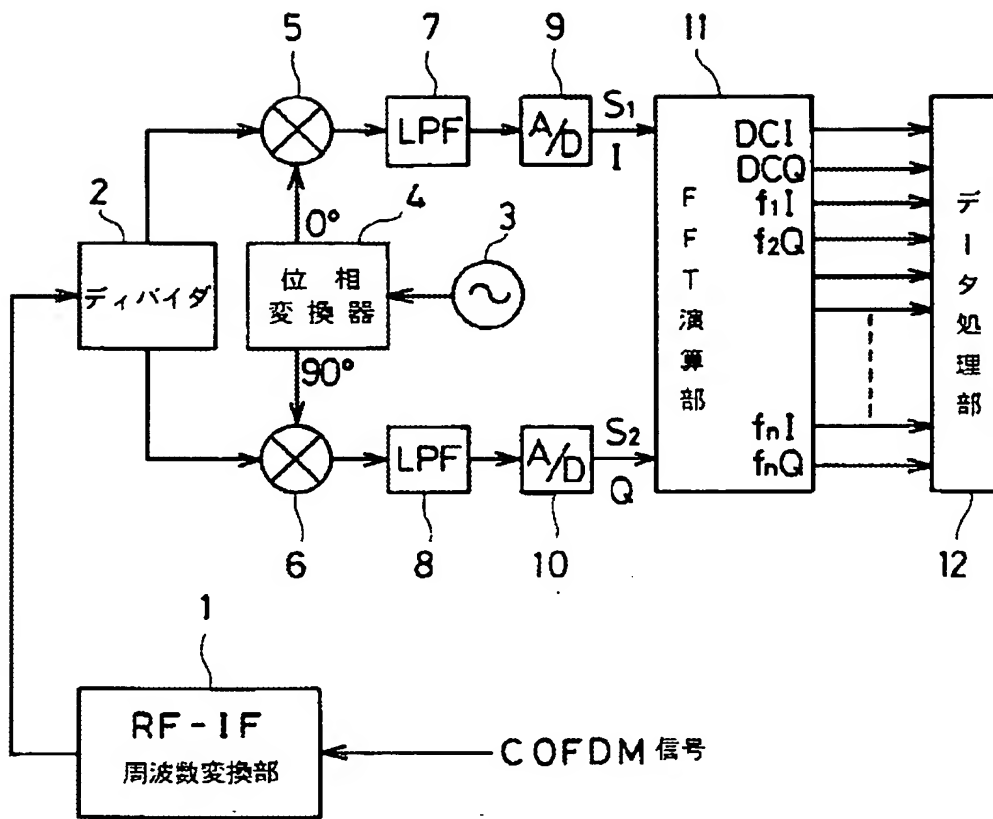 5
7
9
11
LPF
A/D
S₁
I
DCI
DCQ
f₁I
f₂Q
fnI
fnQ
FFT演算部
データ処理部
2
ディバイダ
0°
4
位相
変換器
90°
3
LPF
A/D
S₂
Q
6
8
10
12
1
RF-IF
周波数変換部
COFDM信号